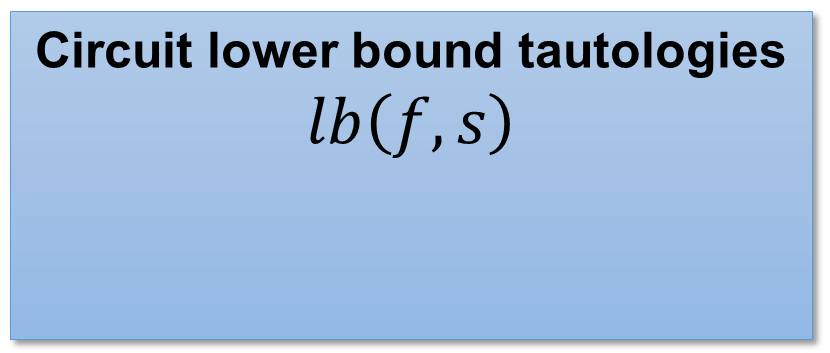 Circuit lower bound tautologies
𝑙𝑏(𝑓, 𝑠)